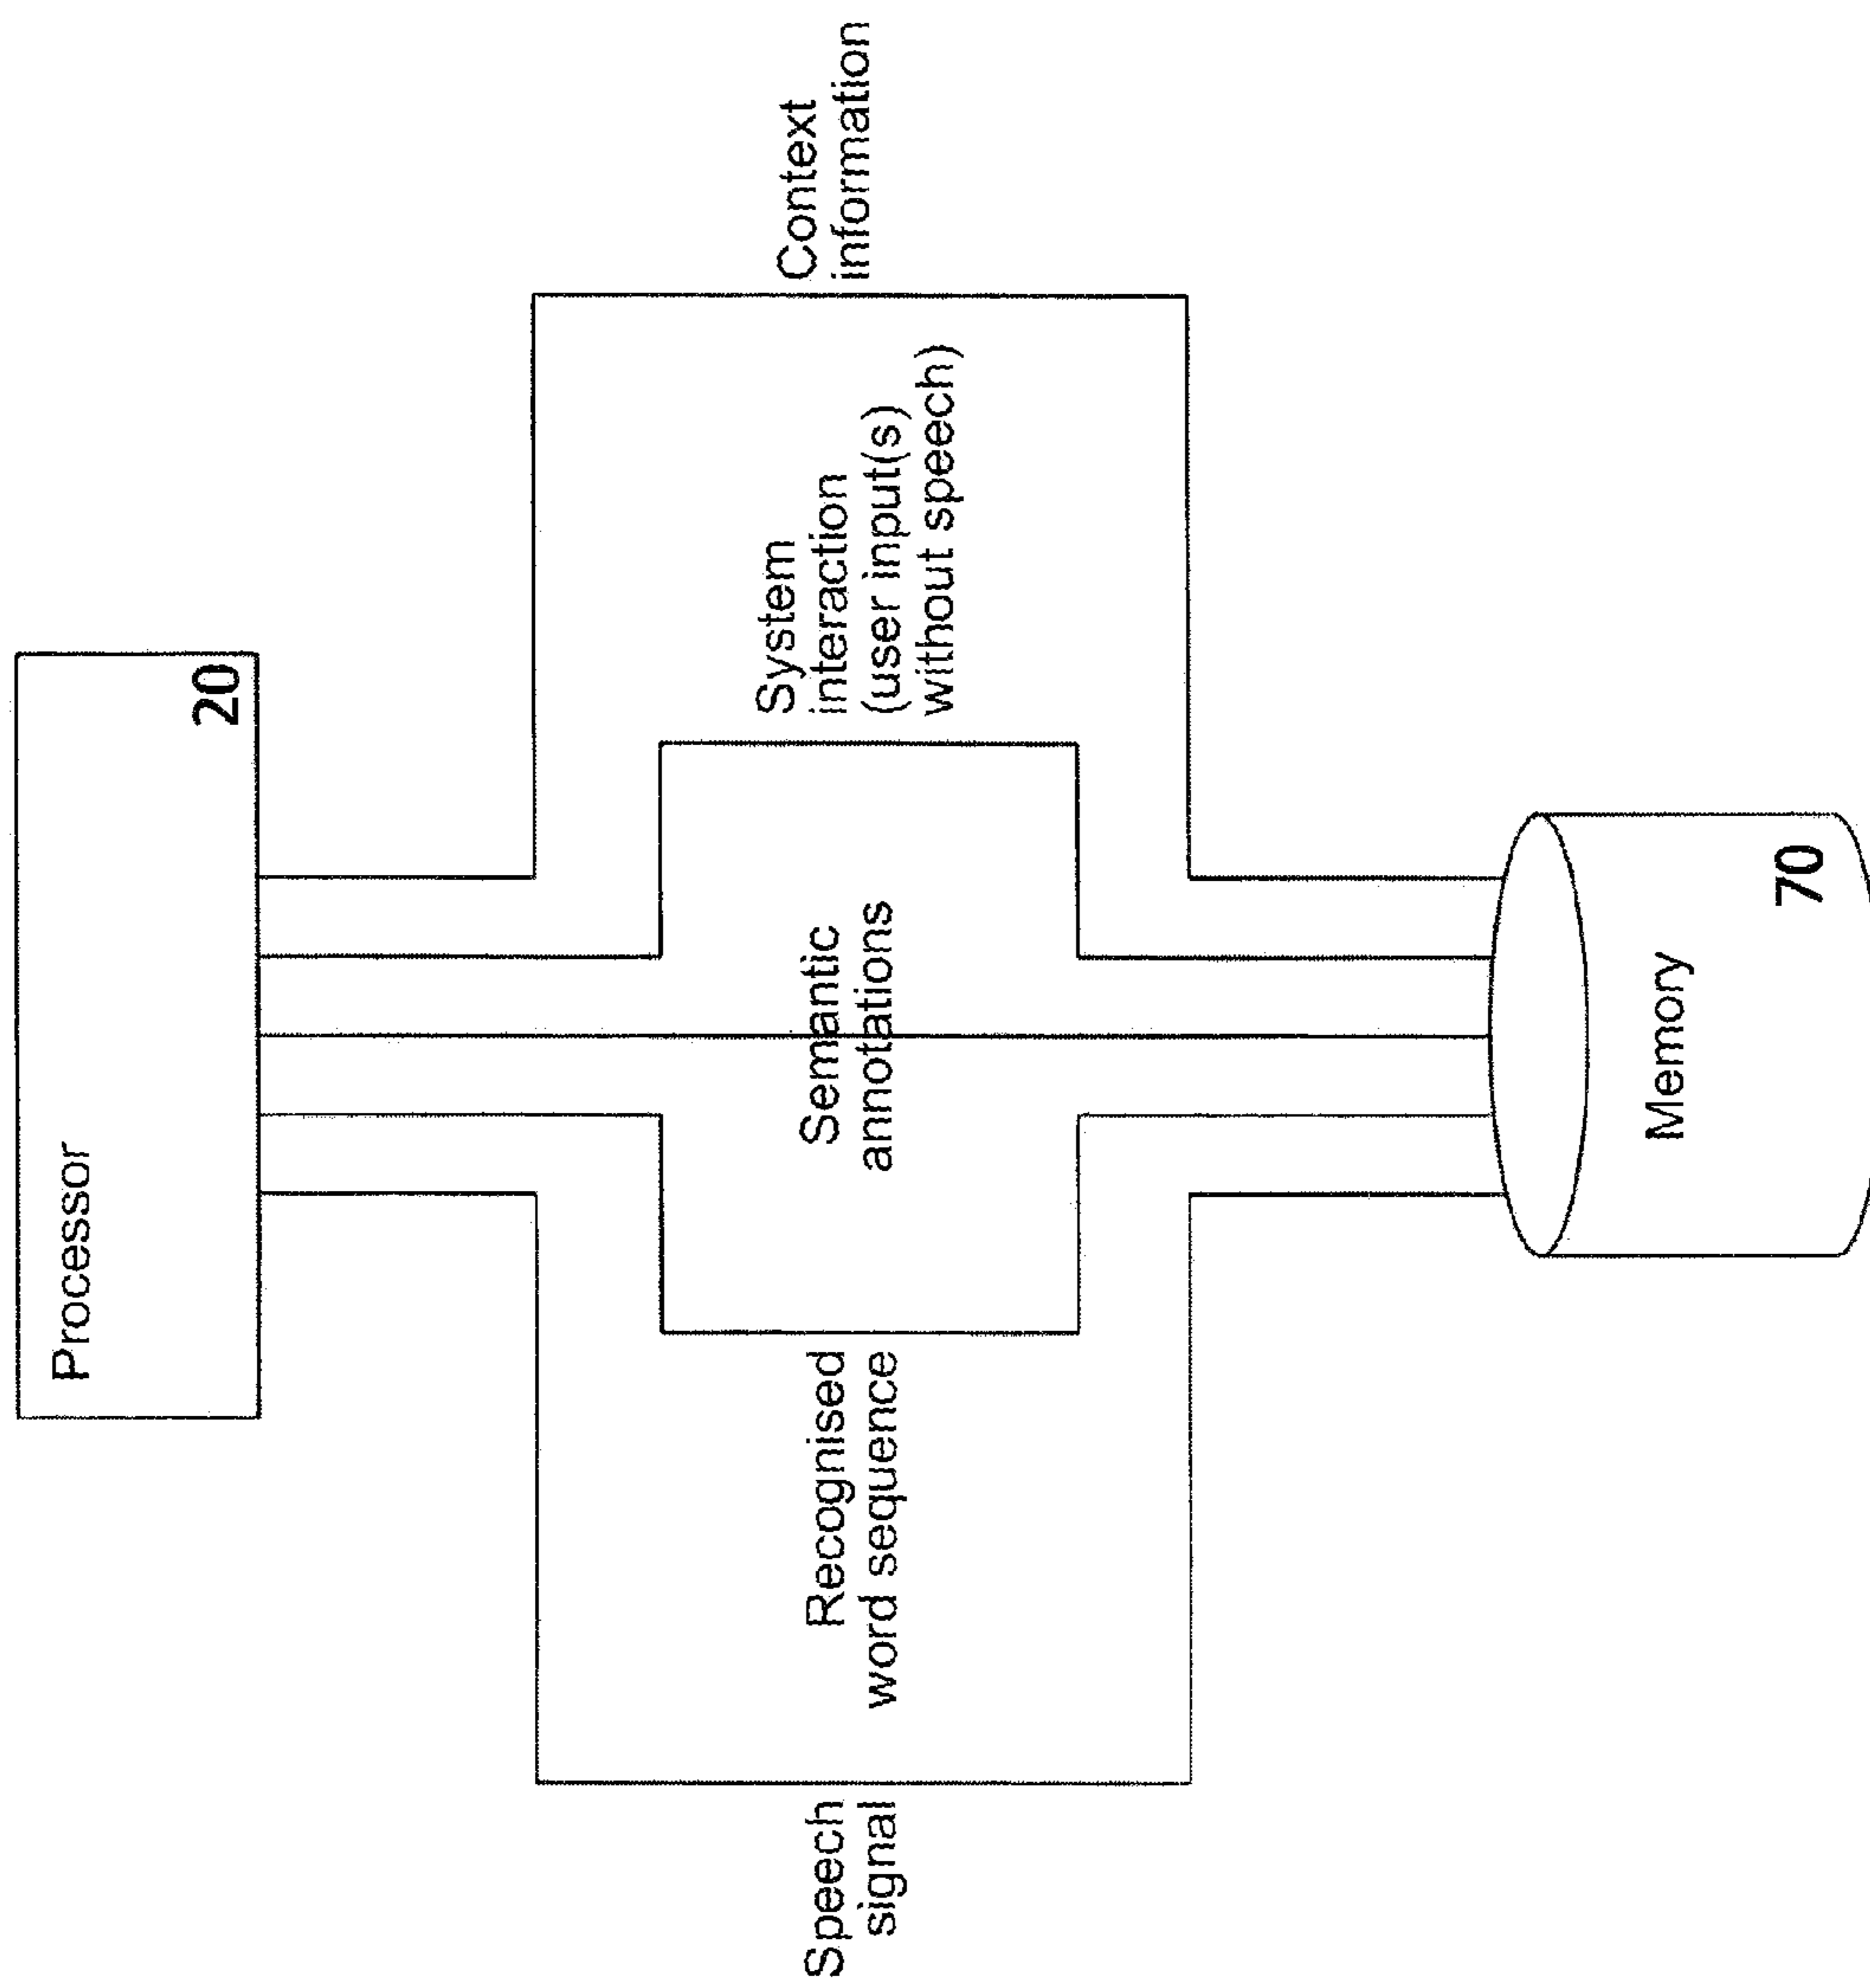 Processor
20
Speech
signal
Recognised
word sequence
Semantic
annotations
System
interaction
(user input(s)
without speech)
Context
information
Memory
70